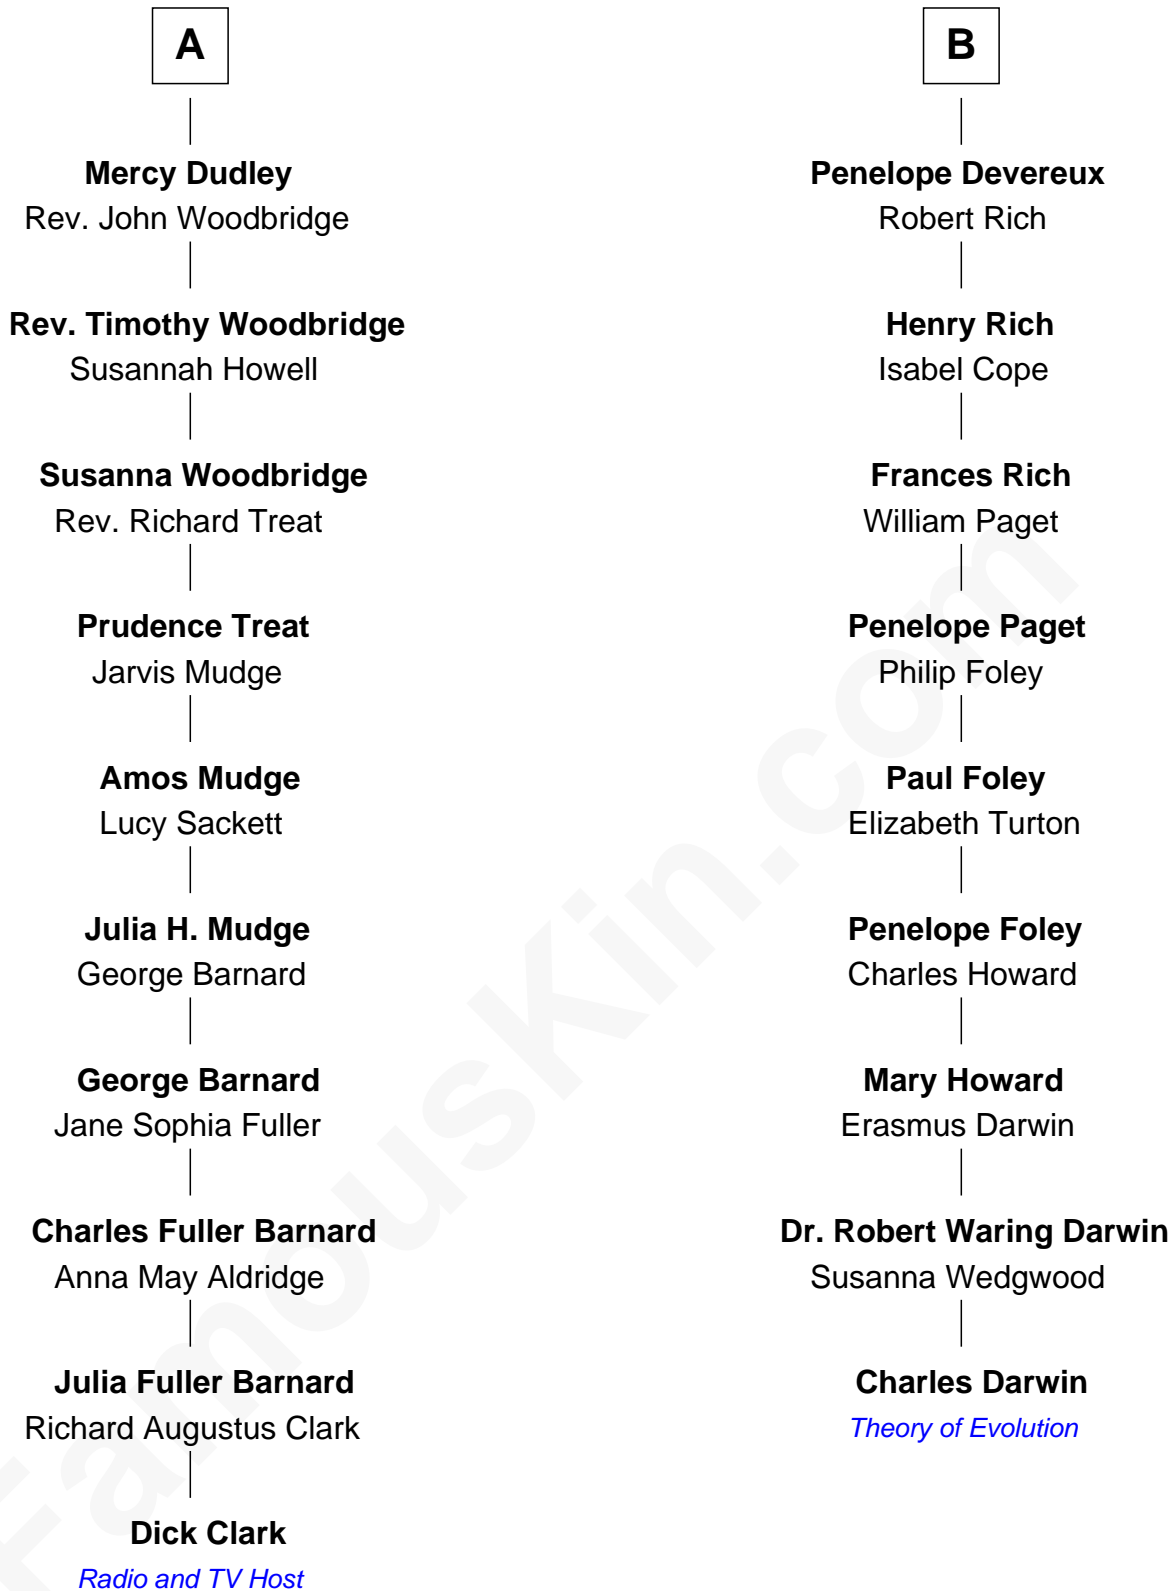 A
Mercy Dudley
Rev. John Woodbridge
Rev. Timothy Woodbridge
Susannah Howell
Susanna Woodbridge
Rev. Richard Treat
Prudence Treat
Jarvis Mudge
Amos Mudge
Lucy Sackett
Julia H. Mudge
George Barnard
George Barnard
Jane Sophia Fuller
Charles Fuller Barnard
Anna May Aldridge
Julia Fuller Barnard
Richard Augustus Clark
Dick Clark
Radio and TV Host
B
Penelope Devereux
Robert Rich
Henry Rich
Isabel Cope
Frances Rich
William Paget
Penelope Paget
Philip Foley
Paul Foley
Elizabeth Turton
Penelope Foley
Charles Howard
Mary Howard
Erasmus Darwin
Dr. Robert Waring Darwin
Susanna Wedgwood
Charles Darwin
Theory of Evolution
FamousKin.com